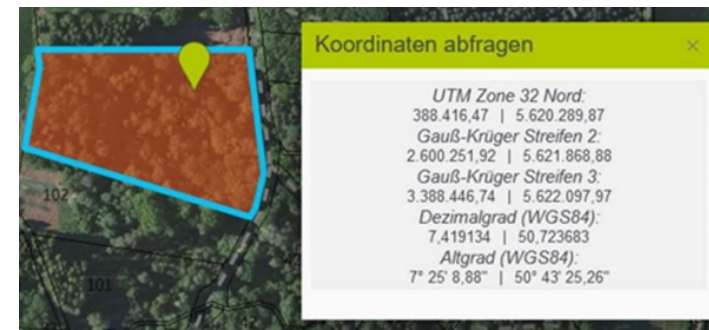 Koordinaten abfragen ×
UTM Zone 32 Nord:
388.416,47 | 5.620.289,87
Gauß-Krüger Streifen 2:
2.600.251,92 | 5.621.868,88
Gauß-Krüger Streifen 3:
3.388.446,74 | 5.622.097,97
Dezimalgrad (WGS84):
7,419134 | 50,723683
Altgrad (WGS84):
7° 25' 8,88" | 50° 43' 25,26"
102
101